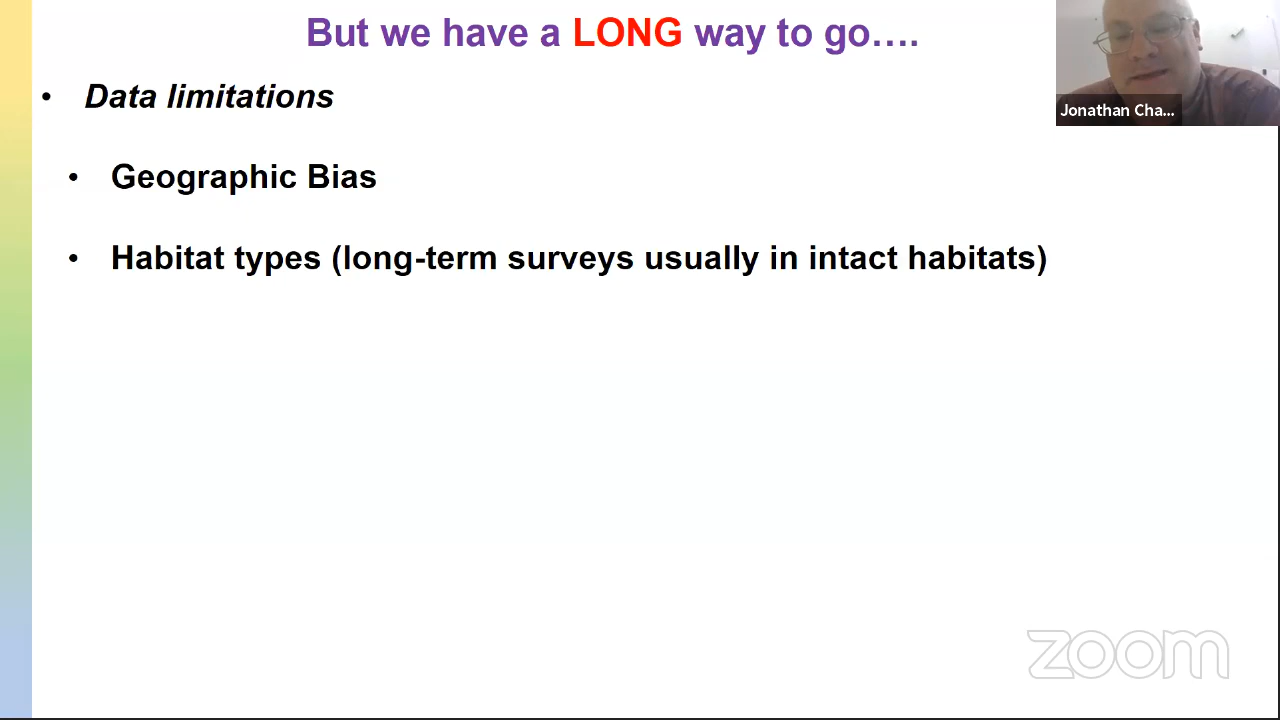 But we have a LONG way to go….
Jonathan Cha...
• Data limitations
• Geographic Bias
• Habitat types (long-term surveys usually in intact habitats)
zoom